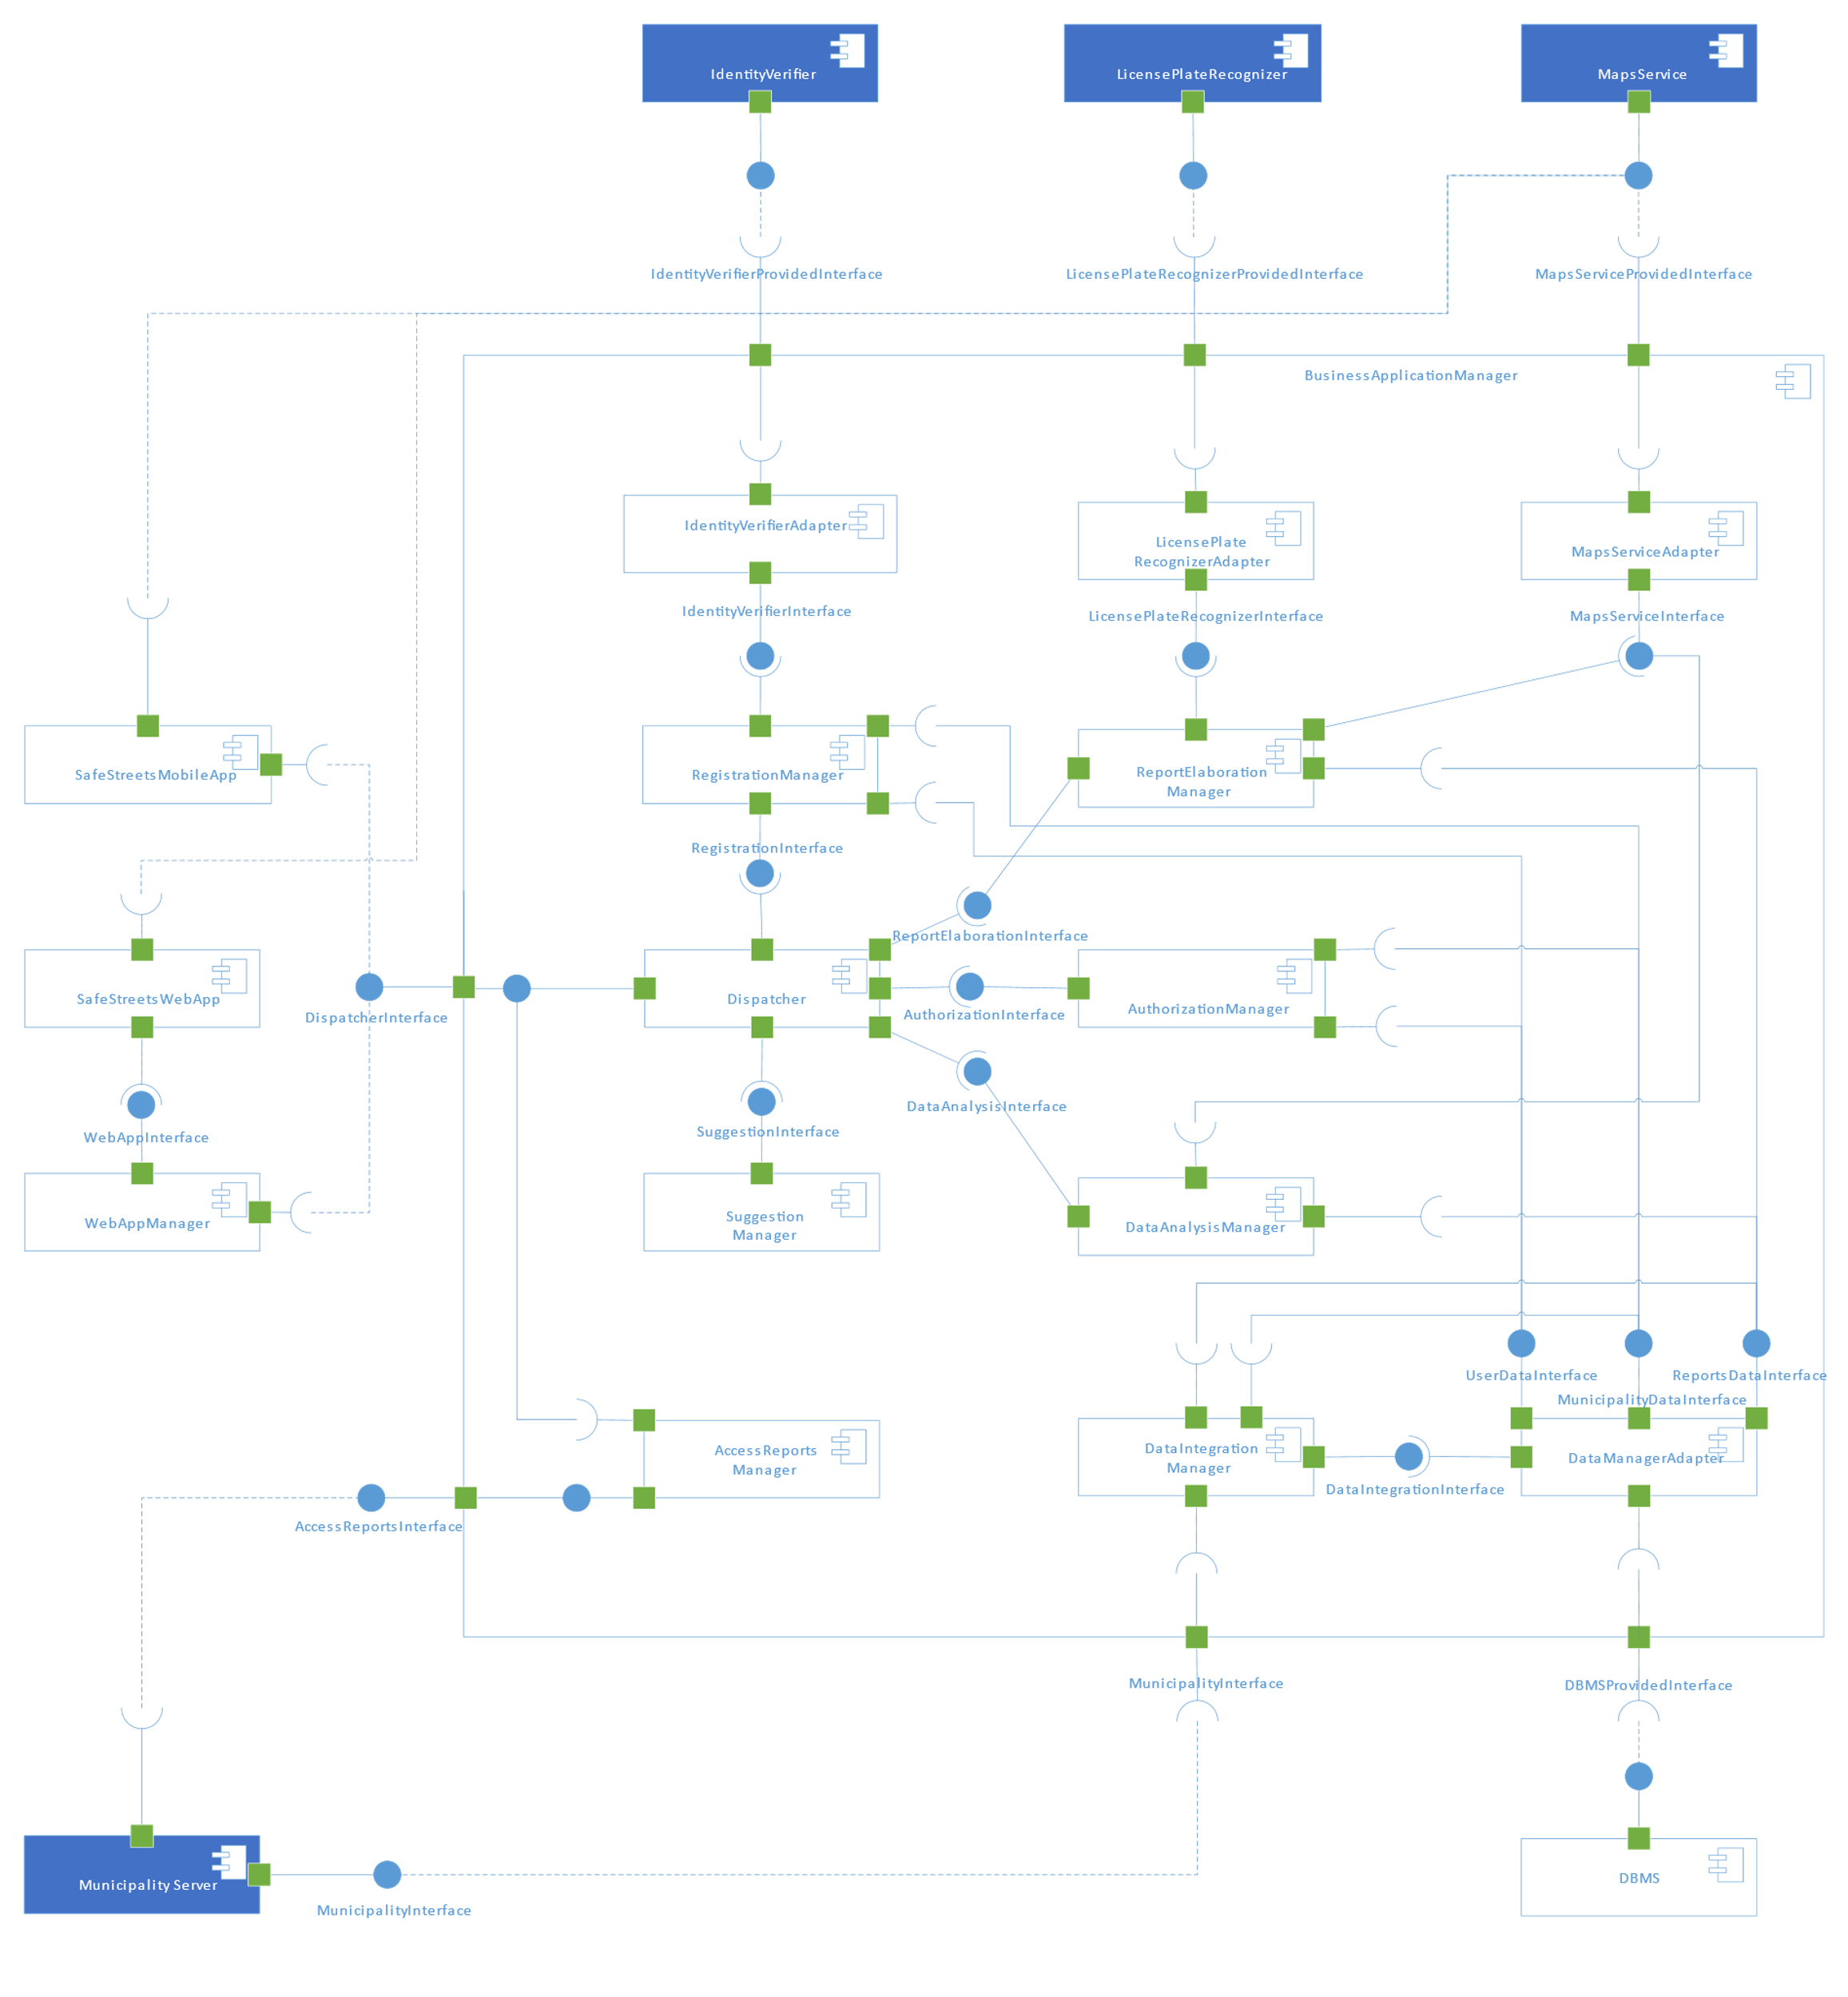 IdentityVerifier
LicensePlateRecognizer
MapsService
IdentityVerifierProvidedInterface
LicensePlateRecognizerProvidedInterface
MapsServiceProvidedInterface
BusinessApplicationManager
IdentityVerifierAdapter
LicensePlate
RecognizerAdapter
MapsServiceAdapter
IdentityVerifierInterface
LicensePlateRecognizerInterface
MapsServiceInterface
SafeStreetsMobileApp
RegistrationManager
ReportElaboration
Manager
RegistrationInterface
ReportElaborationInterface
SafeStreetsWebApp
Dispatcher
AuthorizationManager
DispatcherInterface
AuthorizationInterface
DataAnalysisInterface
WebAppInterface
SuggestionInterface
WebAppManager
Suggestion
Manager
DataAnalysisManager
UserDataInterface
ReportsDataInterface
MunicipalityDataInterface
AccessReports
Manager
DataIntegration
Manager
DataManagerAdapter
DataIntegrationInterface
AccessReportsInterface
MunicipalityInterface
DBMSProvidedInterface
Municipality Server
DBMS
MunicipalityInterface